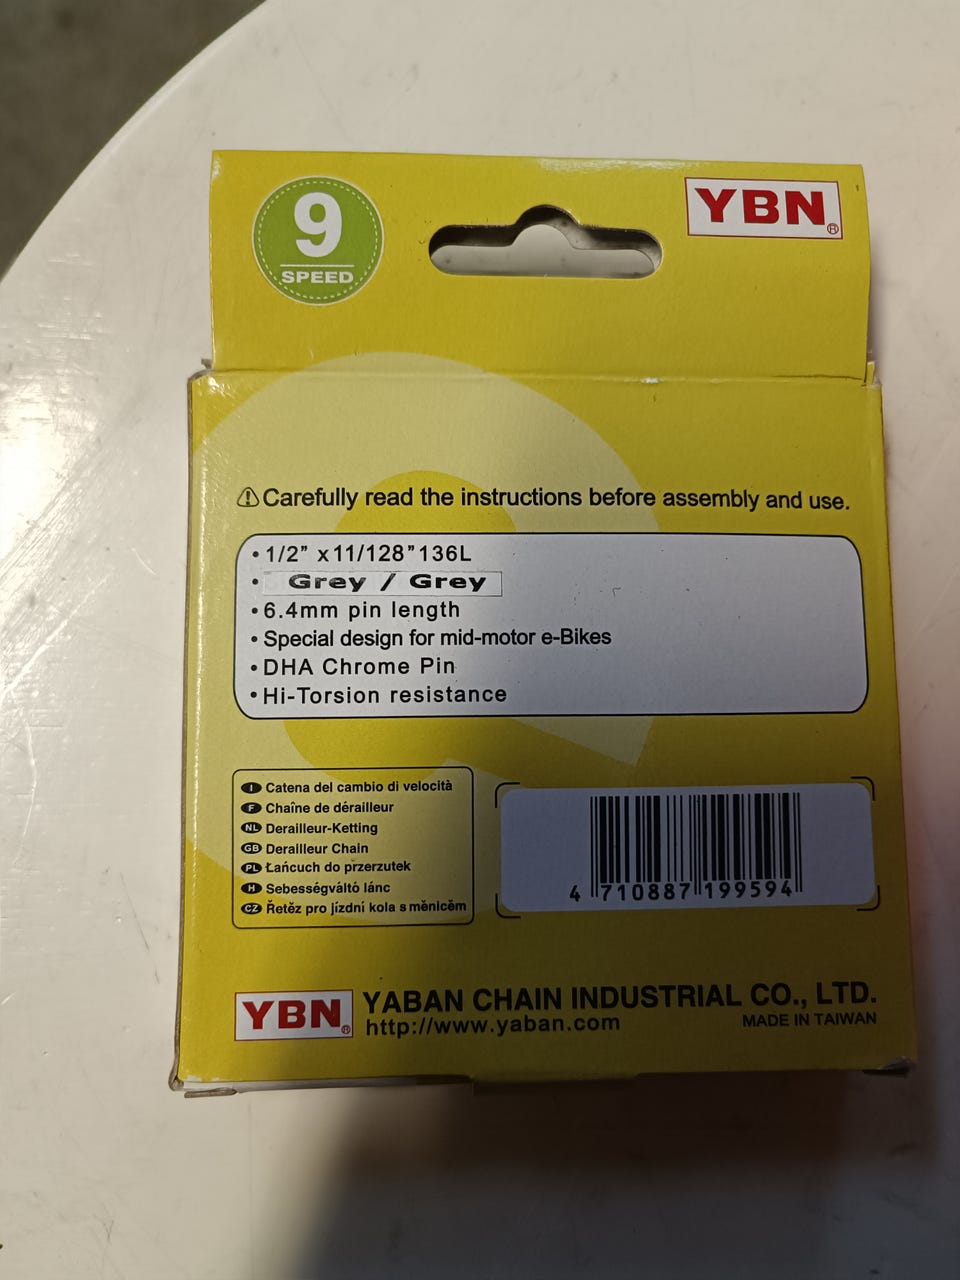 9
SPEED
YBN®
Carefully read the instructions before assembly and use.
• 1/2” x11/128”136L
• Grey / Grey
• 6.4mm pin length
• Special design for mid-motor e-Bikes
• DHA Chrome Pin
• Hi-Torsion resistance
I Catena del cambio di velocità
F Chaîne de dérailleur
NL Derailleur-Ketting
GB Derailleur Chain
PL Łańcuch do przerzutek
H Sebességváltó lánc
CZ Řetěz pro jízdní kola s měničem
4 710887 199594
YBN®
YABAN CHAIN INDUSTRIAL CO., LTD.
http://www.yaban.com
MADE IN TAIWAN